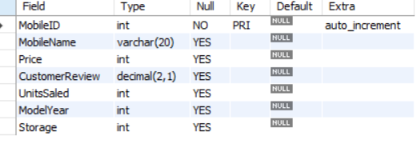 Field Type Null Key Default Extra
MobileID int NO PRI NULL auto_increment
MobileName varchar(20) YES NULL
Price int YES NULL
CustomerReview decimal(2,1) YES NULL
UnitsSaled int YES NULL
ModelYear int YES NULL
Storage int YES NULL